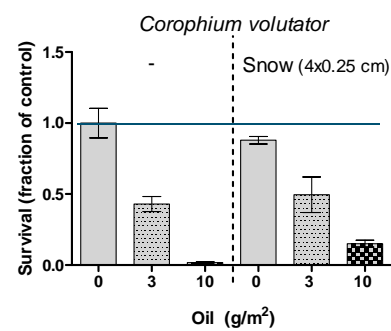 Corophium volutator
Survival (fraction of control)
1.5
1.0
0.5
0.0
-
Snow (4x0.25 cm)
0 3 10 0 3 10
Oil (g/m²)